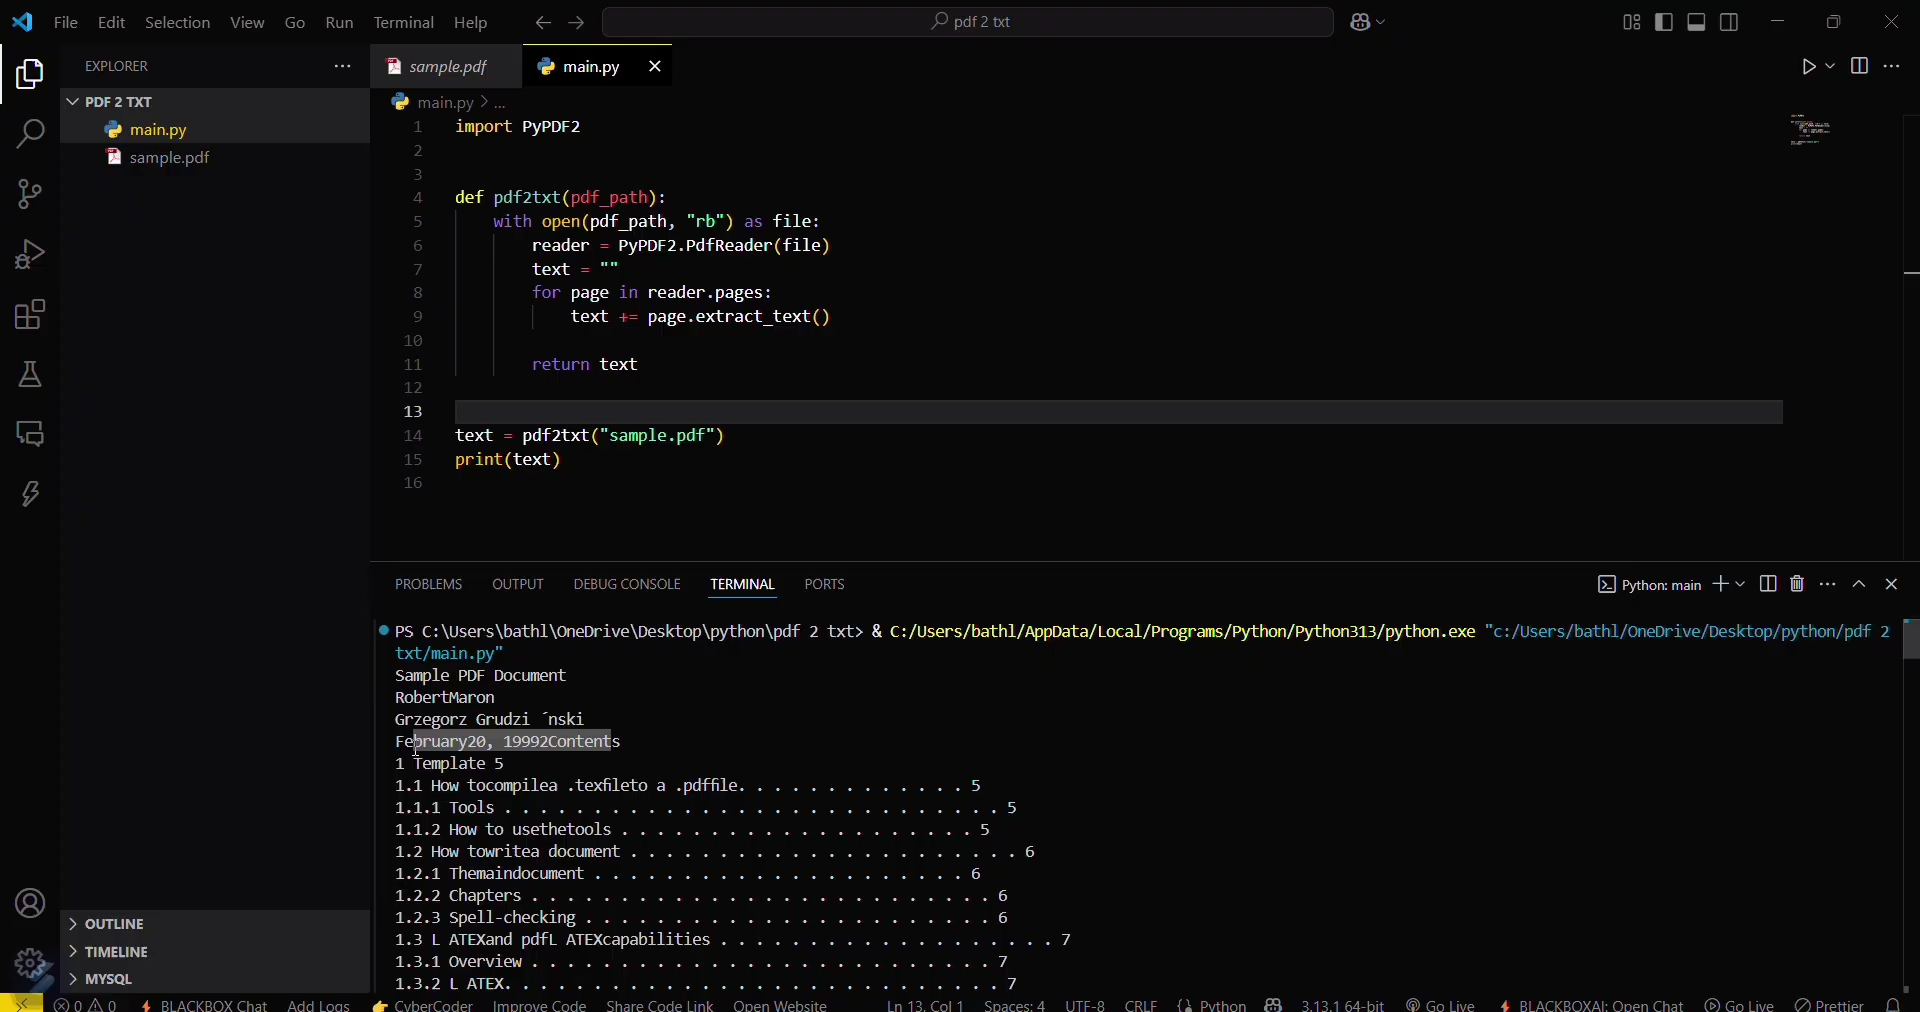 File Edit Selection View Go Run Terminal Help
pdf 2 txt
EXPLORER
PDF 2 TXT
main.py
sample.pdf
OUTLINE
TIMELINE
MYSQL
sample.pdf
main.py
main.py > ...
1 import PyPDF2
2
3
4 def pdf2txt(pdf_path):
5 with open(pdf_path, "rb") as file:
6 reader = PyPDF2.PdfReader(file)
7 text = ""
8 for page in reader.pages:
9 text += page.extract_text()
10
11 return text
12
13
14 text = pdf2txt("sample.pdf")
15 print(text)
16
PROBLEMS OUTPUT DEBUG CONSOLE TERMINAL PORTS
Python: main
PS C:\Users\bathl\OneDrive\Desktop\python\pdf 2 txt> & C:/Users/bathl/AppData/Local/Programs/Python/Python313/python.exe "c:/Users/bathl/OneDrive/Desktop/python/pdf 2
txt/main.py"
Sample PDF Document
RobertMaron
Grzegorz Grudzi ´nski
February20, 19992Contents
1 Template 5
1.1 How tocompilea .texfileto a .pdffile. . . . . . . . . . . . . 5
1.1.1 Tools . . . . . . . . . . . . . . . . . . . . . . . . . . . . 5
1.1.2 How to usethetools . . . . . . . . . . . . . . . . . . . . 5
1.2 How towritea document . . . . . . . . . . . . . . . . . . . . . . 6
1.2.1 Themaindocument . . . . . . . . . . . . . . . . . . . . . 6
1.2.2 Chapters . . . . . . . . . . . . . . . . . . . . . . . . . . 6
1.2.3 Spell-checking . . . . . . . . . . . . . . . . . . . . . . . 6
1.3 L ATEXand pdfL ATEXcapabilities . . . . . . . . . . . . . . . . . . . 7
1.3.1 Overview . . . . . . . . . . . . . . . . . . . . . . . . . . 7
1.3.2 L ATEX. . . . . . . . . . . . . . . . . . . . . . . . . . . 7
0 0 BLACKBOX Chat Add Logs CyberCoder Improve Code Share Code Link Open Website Ln 13, Col 1 Spaces: 4 UTF-8 CRLF {} Python 3.13.1 64-bit Go Live BLACKBOXAI: Open Chat Go Live Prettier